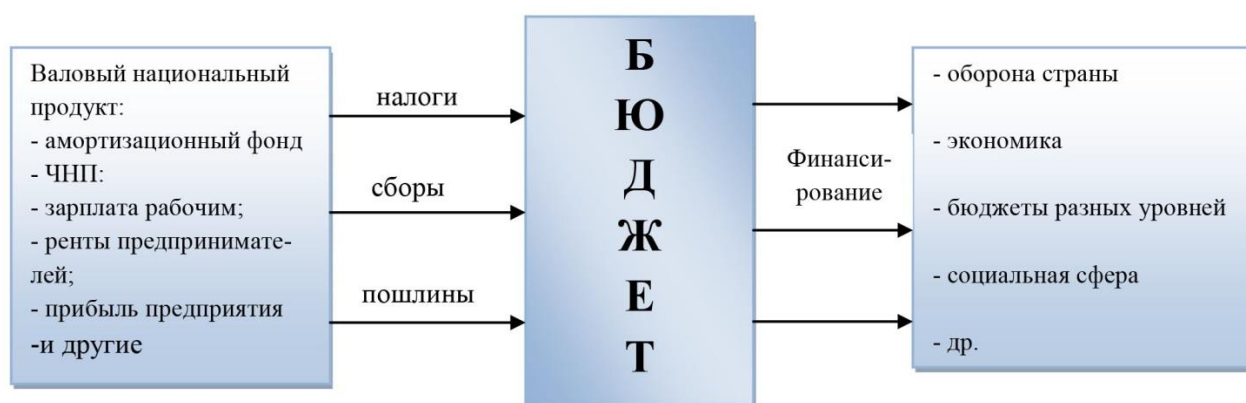 Валовый национальный
продукт:
- амортизационный фонд
- ЧНП:
- зарплата рабочим;
- ренты предпринимате-
лей;
- прибыль предприятия
-и другие
налоги
сборы
пошлины
Б
Ю
Д
Ж
Е
Т
Финанси-
рование
- оборона страны
- экономика
- бюджеты разных уровней
- социальная сфера
- др.